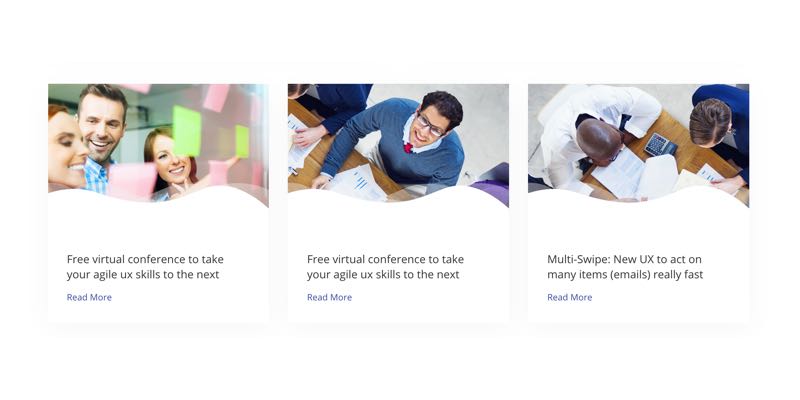 Free virtual conference to take
your agile ux skills to the next
Read More
Free virtual conference to take
your agile ux skills to the next
Read More
Multi-Swipe: New UX to act on
many items (emails) really fast
Read More